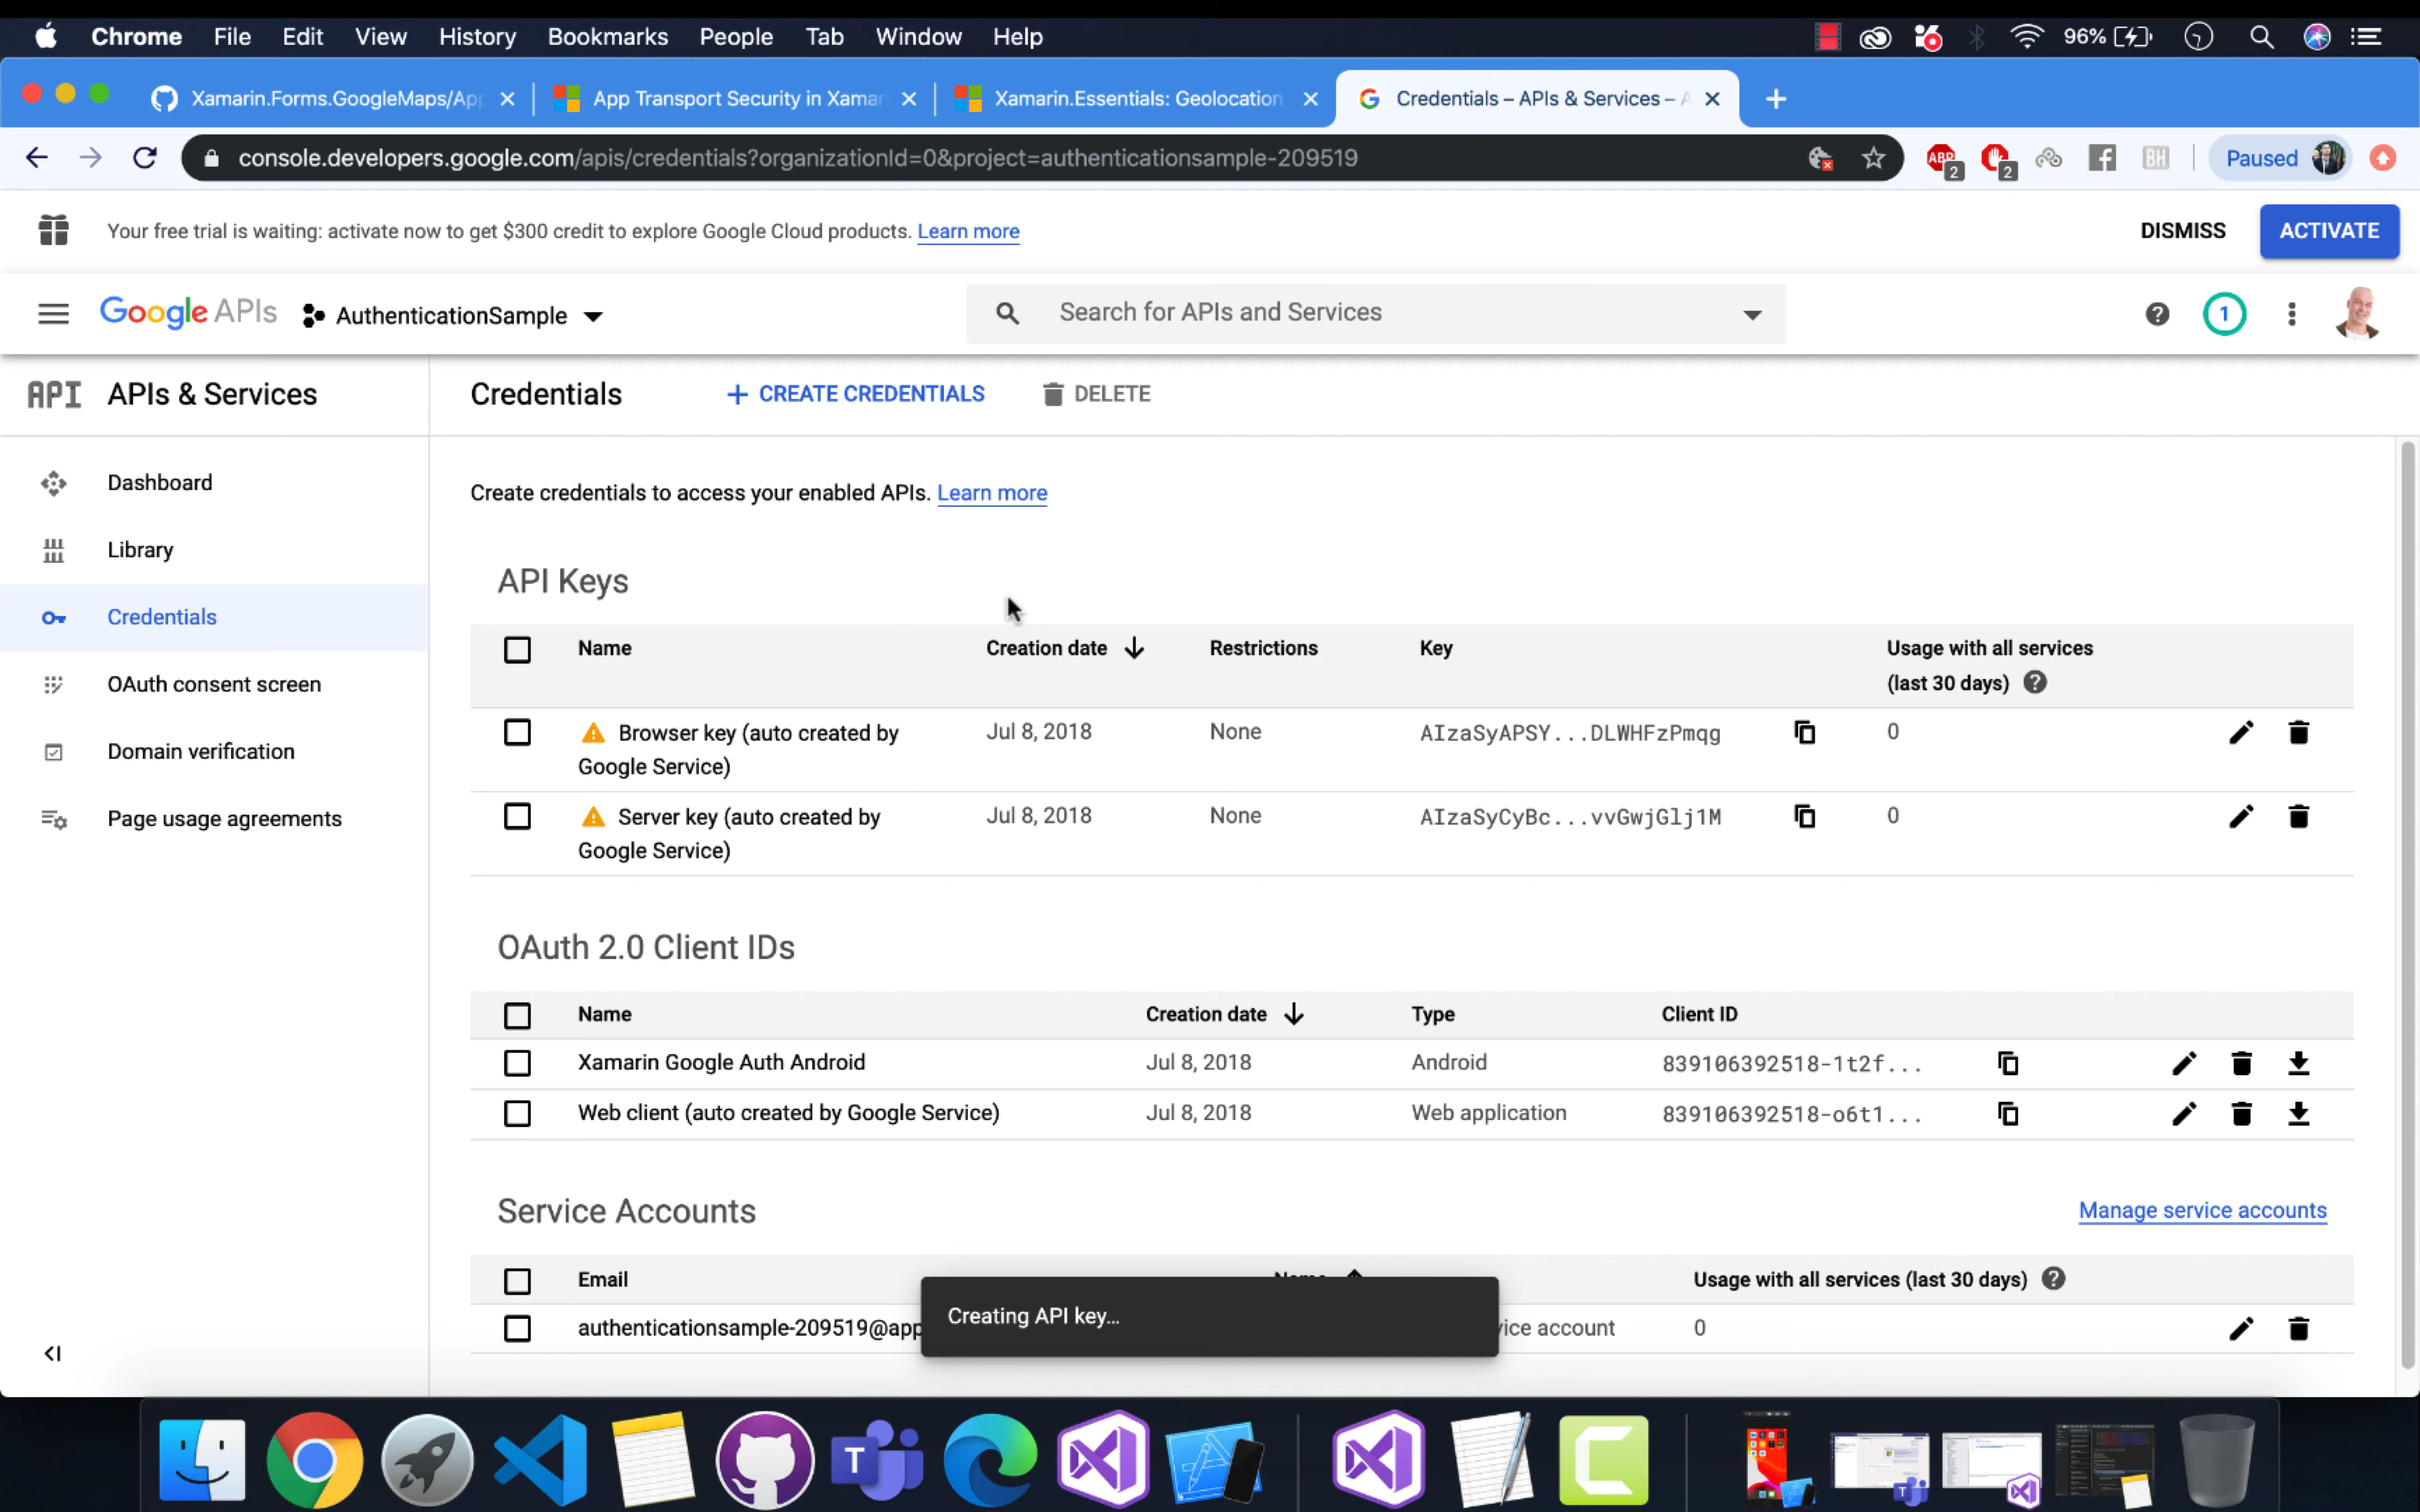 Chrome File Edit View History Bookmarks People Tab Window Help 96%
Xamarin.Forms.GoogleMaps/App App Transport Security in Xamar Xamarin.Essentials: Geolocation Credentials – APIs & Services – A
console.developers.google.com/apis/credentials?organizationId=0&project=authenticationsample-209519 ABP 2 2 BH Paused
Your free trial is waiting: activate now to get $300 credit to explore Google Cloud products. Learn more DISMISS ACTIVATE
Google APIs AuthenticationSample Search for APIs and Services 1
API APIs & Services Credentials + CREATE CREDENTIALS DELETE
Dashboard
Library
Credentials
OAuth consent screen
Domain verification
Page usage agreements
Create credentials to access your enabled APIs. Learn more
API Keys
Name Creation date Restrictions Key Usage with all services
(last 30 days)
Browser key (auto created by Jul 8, 2018 None AIzaSyAPSY...DLWHFzPmqg 0
Google Service)
Server key (auto created by Jul 8, 2018 None AIzaSyCyBc...vvGwjGlj1M 0
Google Service)
OAuth 2.0 Client IDs
Name Creation date Type Client ID
Xamarin Google Auth Android Jul 8, 2018 Android 839106392518-1t2f...
Web client (auto created by Google Service) Jul 8, 2018 Web application 839106392518-o6t1...
Service Accounts Manage service accounts
Email Name Usage with all services (last 30 days)
authenticationsample-209519@app vice account 0
Creating API key...
T